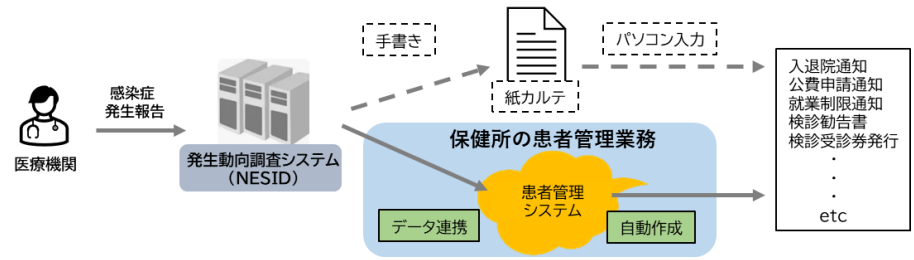 医療機関
感染症
発生報告
発生動向調査システム
（NESID）
手書き
紙カルテ
パソコン入力
保健所の患者管理業務
患者管理
システム
データ連携
自動作成
入退院通知
公費申請通知
就業制限通知
検診勧告書
検診受診券発行
・
・
・
etc